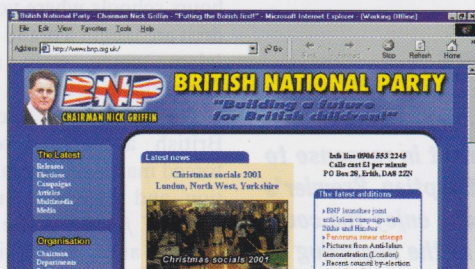 British National Party - Chairman Nick Griffin - "Putting the British first!" - Microsoft Internet Explorer - [Working Offline]
File Edit View Favorites Tools Help
Address http://www.bnp.org.uk/ Go Back Forward Stop Refresh Home
BNP BRITISH NATIONAL PARTY
"Building a future
for British children!"
CHAIRMAN NICK GRIFFIN
The Latest
Releases
Elections
Campaigns
Articles
Multimedia
Media
Organisation
Chairman
Departments
Latest news
Christmas socials 2001
London, North West, Yorkshire
Christmas socials 2001
Info line 0906 553 2245
Calls cost £1 per minute
PO Box 28, Erith, DA8 2ZN
The latest additions
BNP launches joint
anti-Islam campaign with
Sikhs and Hindus
Panorama smear attempt
Pictures from Anti-Islam
demonstration (London)
Recent council by-election